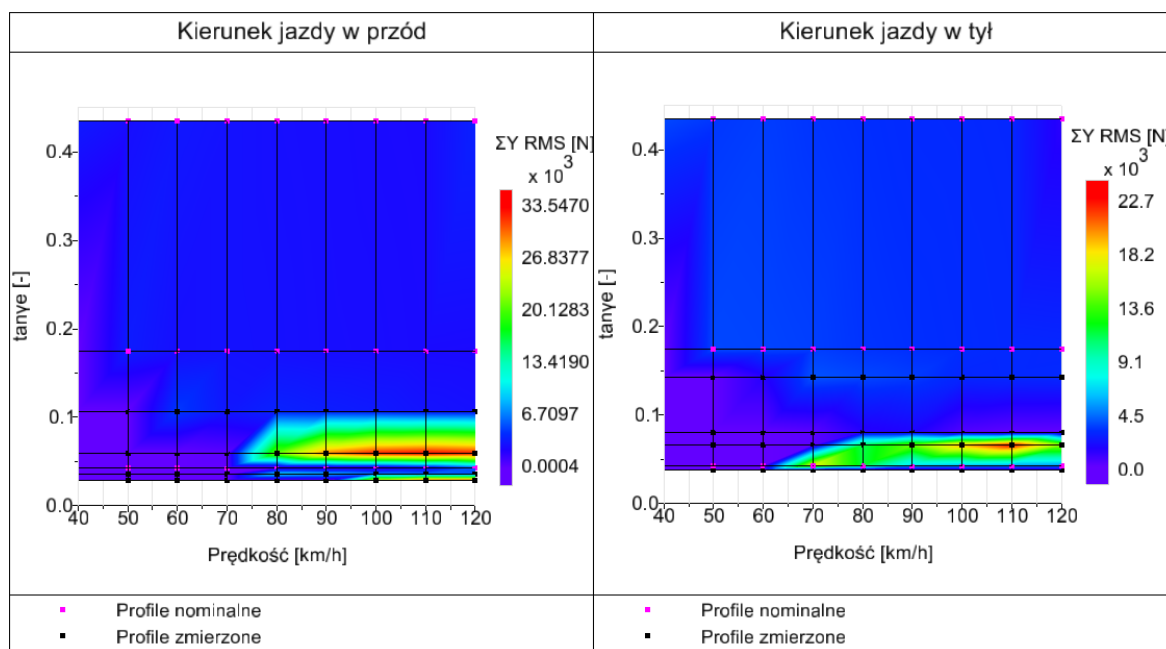 Kierunek jazdy w przód
Kierunek jazdy w tył
ΣY RMS [N]
x 10³
33.5470
26.8377
20.1283
13.4190
6.7097
0.0004
tanγe [-]
0.4
0.3
0.2
0.1
0.0
40 50 60 70 80 90 100 110 120
Prędkość [km/h]
ΣY RMS [N]
x 10³
22.7
18.2
13.6
9.1
4.5
0.0
tanγe [-]
0.4
0.3
0.2
0.1
0.0
40 50 60 70 80 90 100 110 120
Prędkość [km/h]
Profile nominalne
Profile zmierzone
Profile nominalne
Profile zmierzone